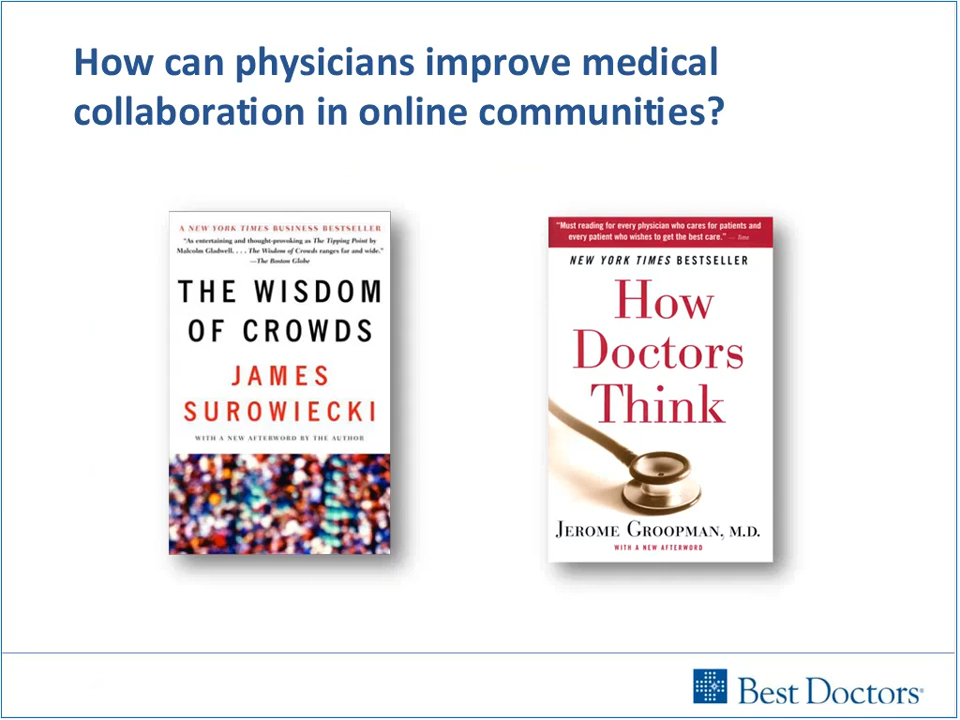 How can physicians improve medical
collaboration in online communities?
A NEW YORK TIMES BUSINESS BESTSELLER
"As entertaining and thought-provoking as The Tipping Point by
Malcolm Gladwell. . . . The Wisdom of Crowds ranges far and wide."
—The Boston Globe
THE WISDOM
OF CROWDS
JAMES
SUROWIECKI
WITH A NEW AFTERWORD BY THE AUTHOR
"Must reading for every physician who cares for patients and
every patient who wishes to get the best care." — Time
NEW YORK TIMES BESTSELLER
How
Doctors
Think
JEROME GROOPMAN, M.D.
WITH A NEW AFTERWORD
Best Doctors®